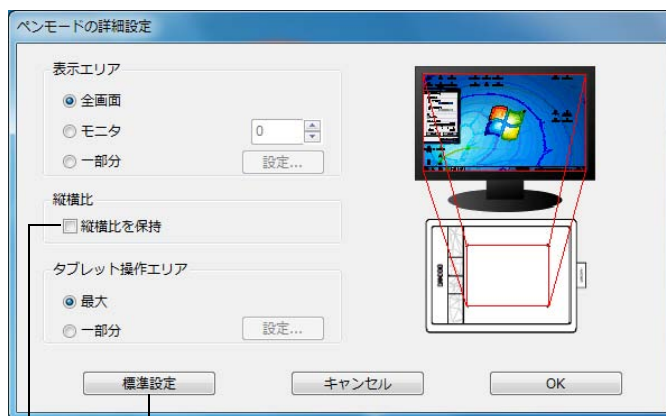 ペンモードの詳細設定
表示エリア
全画面
モニタ
0
一部分
設定...
縦横比
縦横比を保持
タブレット操作エリア
最大
一部分
設定...
標準設定
キャンセル
OK